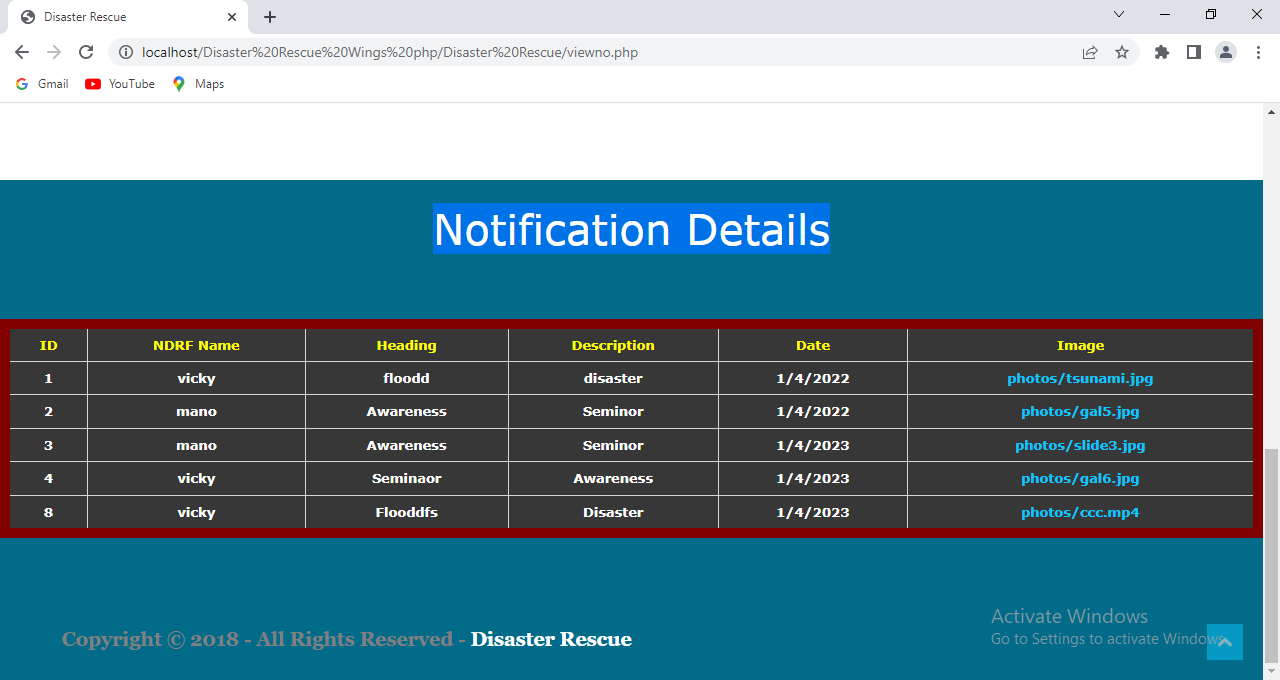 Disaster Rescue
localhost/Disaster%20Rescue%20Wings%20php/Disaster%20Rescue/viewno.php
Gmail YouTube Maps
Notification Details
ID NDRF Name Heading Description Date Image
1 vicky floodd disaster 1/4/2022 photos/tsunami.jpg
2 mano Awareness Seminor 1/4/2022 photos/gal5.jpg
3 mano Awareness Seminor 1/4/2023 photos/slide3.jpg
4 vicky Seminaor Awareness 1/4/2023 photos/gal6.jpg
8 vicky Flooddfs Disaster 1/4/2023 photos/ccc.mp4
Activate Windows
Go to Settings to activate Windows.
Copyright © 2018 - All Rights Reserved - Disaster Rescue